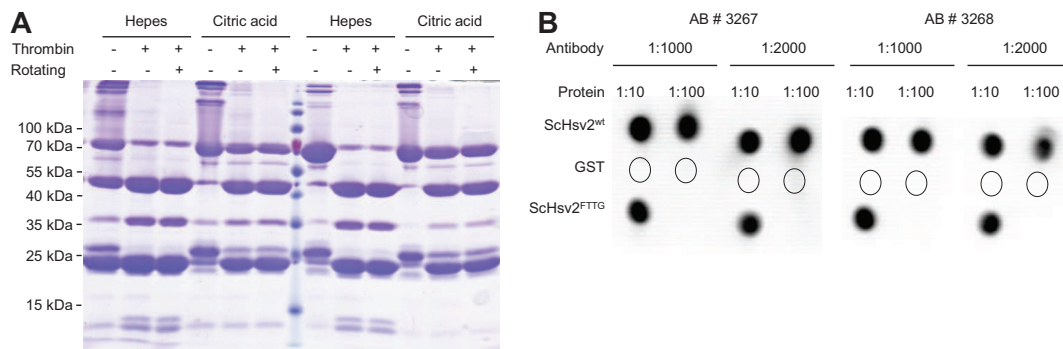 A
Hepes Citric acid Hepes Citric acid
Thrombin - + + - + + - + + - + +
Rotating + + + +
100 kDa -
70 kDa -
55 kDa -
40 kDa -
35 kDa -
25 kDa -
15 kDa -
B
AB # 3267 AB # 3268
Antibody 1:1000 1:2000 1:1000 1:2000
Protein 1:10 1:100 1:10 1:100 1:10 1:100 1:10 1:100
ScHsv2wt
GST
ScHsv2FTTG